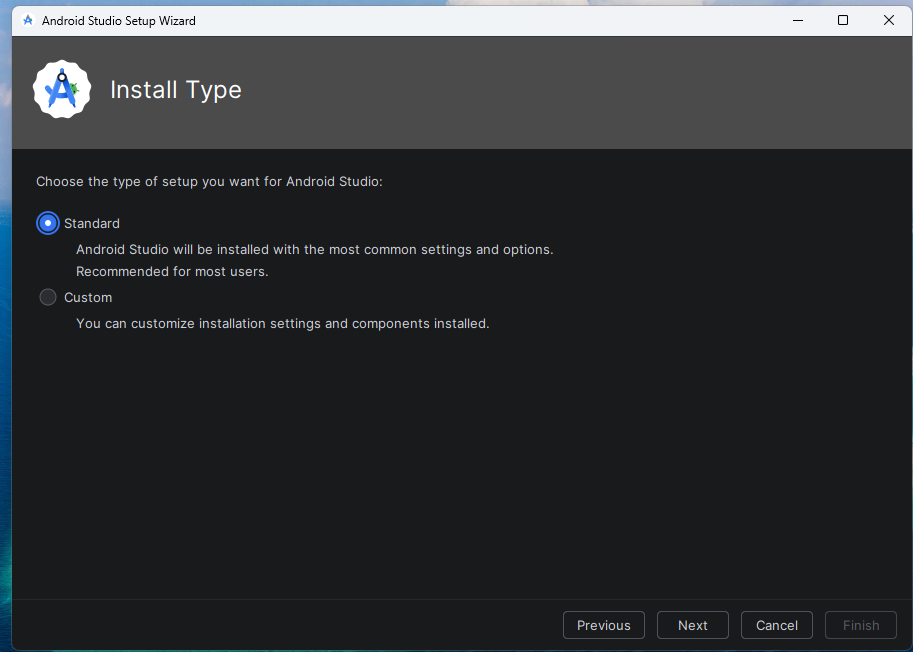 Android Studio Setup Wizard
Install Type
Choose the type of setup you want for Android Studio:
Standard
Android Studio will be installed with the most common settings and options.
Recommended for most users.
Custom
You can customize installation settings and components installed.
Previous Next Cancel Finish